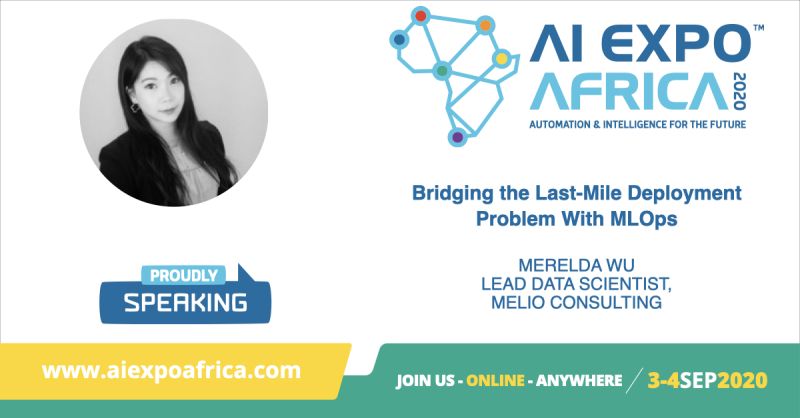 AI EXPO™
AFRICA 2020
AUTOMATION & INTELLIGENCE FOR THE FUTURE
Bridging the Last-Mile Deployment
Problem With MLOps
MERELDA WU
LEAD DATA SCIENTIST,
MELIO CONSULTING
PROUDLY
SPEAKING
www.aiexpoafrica.com
JOIN US - ONLINE - ANYWHERE / 3-4SEP2020